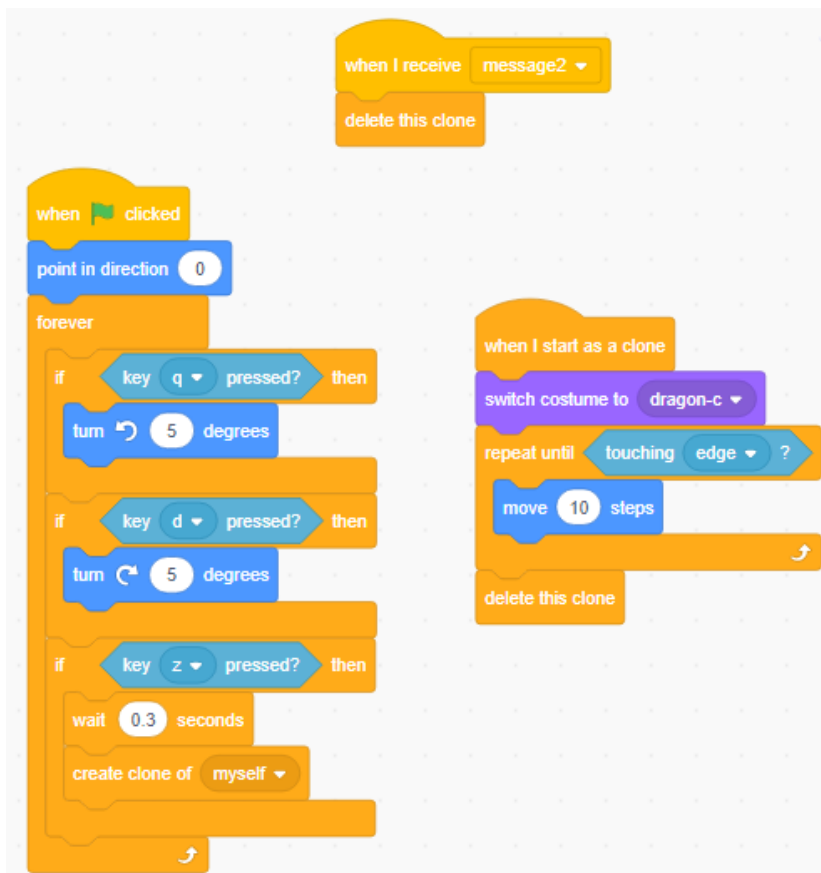 when I receive message2
delete this clone
when clicked
point in direction 0
forever
if key q pressed? then
turn 5 degrees
if key d pressed? then
turn 5 degrees
if key z pressed? then
wait 0.3 seconds
create clone of myself
when I start as a clone
switch costume to dragon-c
repeat until touching edge ?
move 10 steps
delete this clone